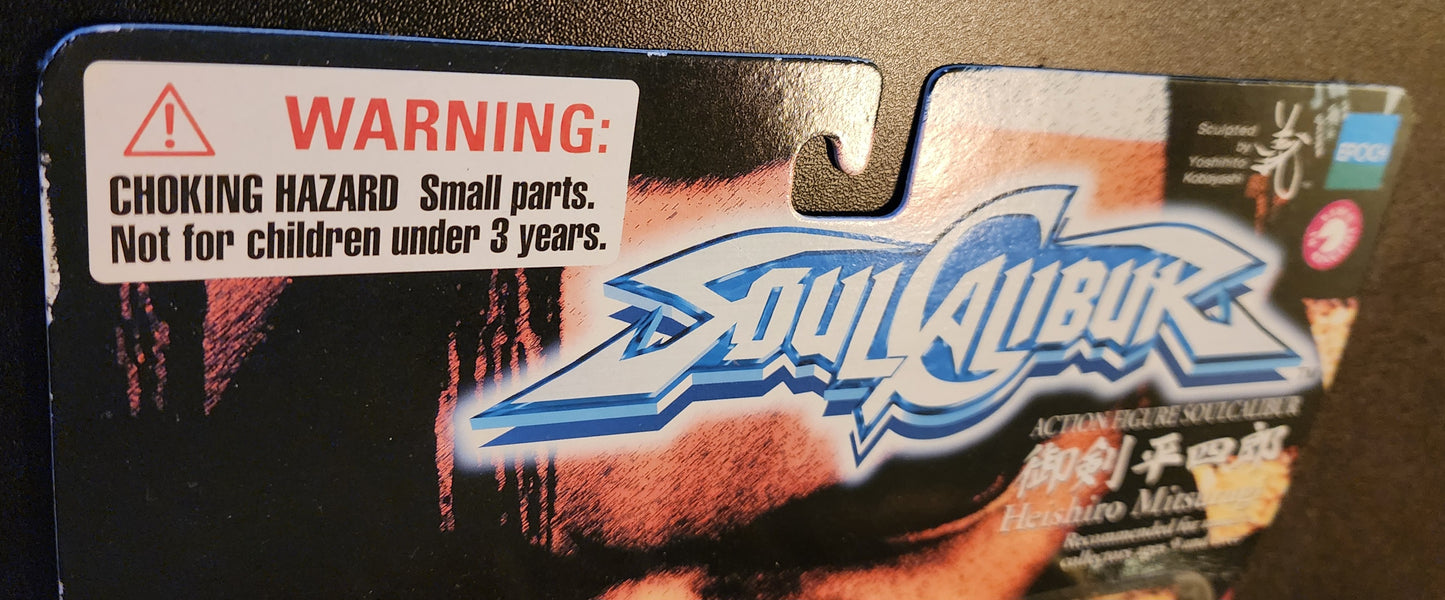 WARNING:
CHOKING HAZARD Small parts.
Not for children under 3 years.
Sculpted
by
Yoshihito
Kobayashi
EPOCH
SOULCALIBUR
ACTION FIGURE SOULCALIBUR
御剣平四郎
Heishiro
Recommended for